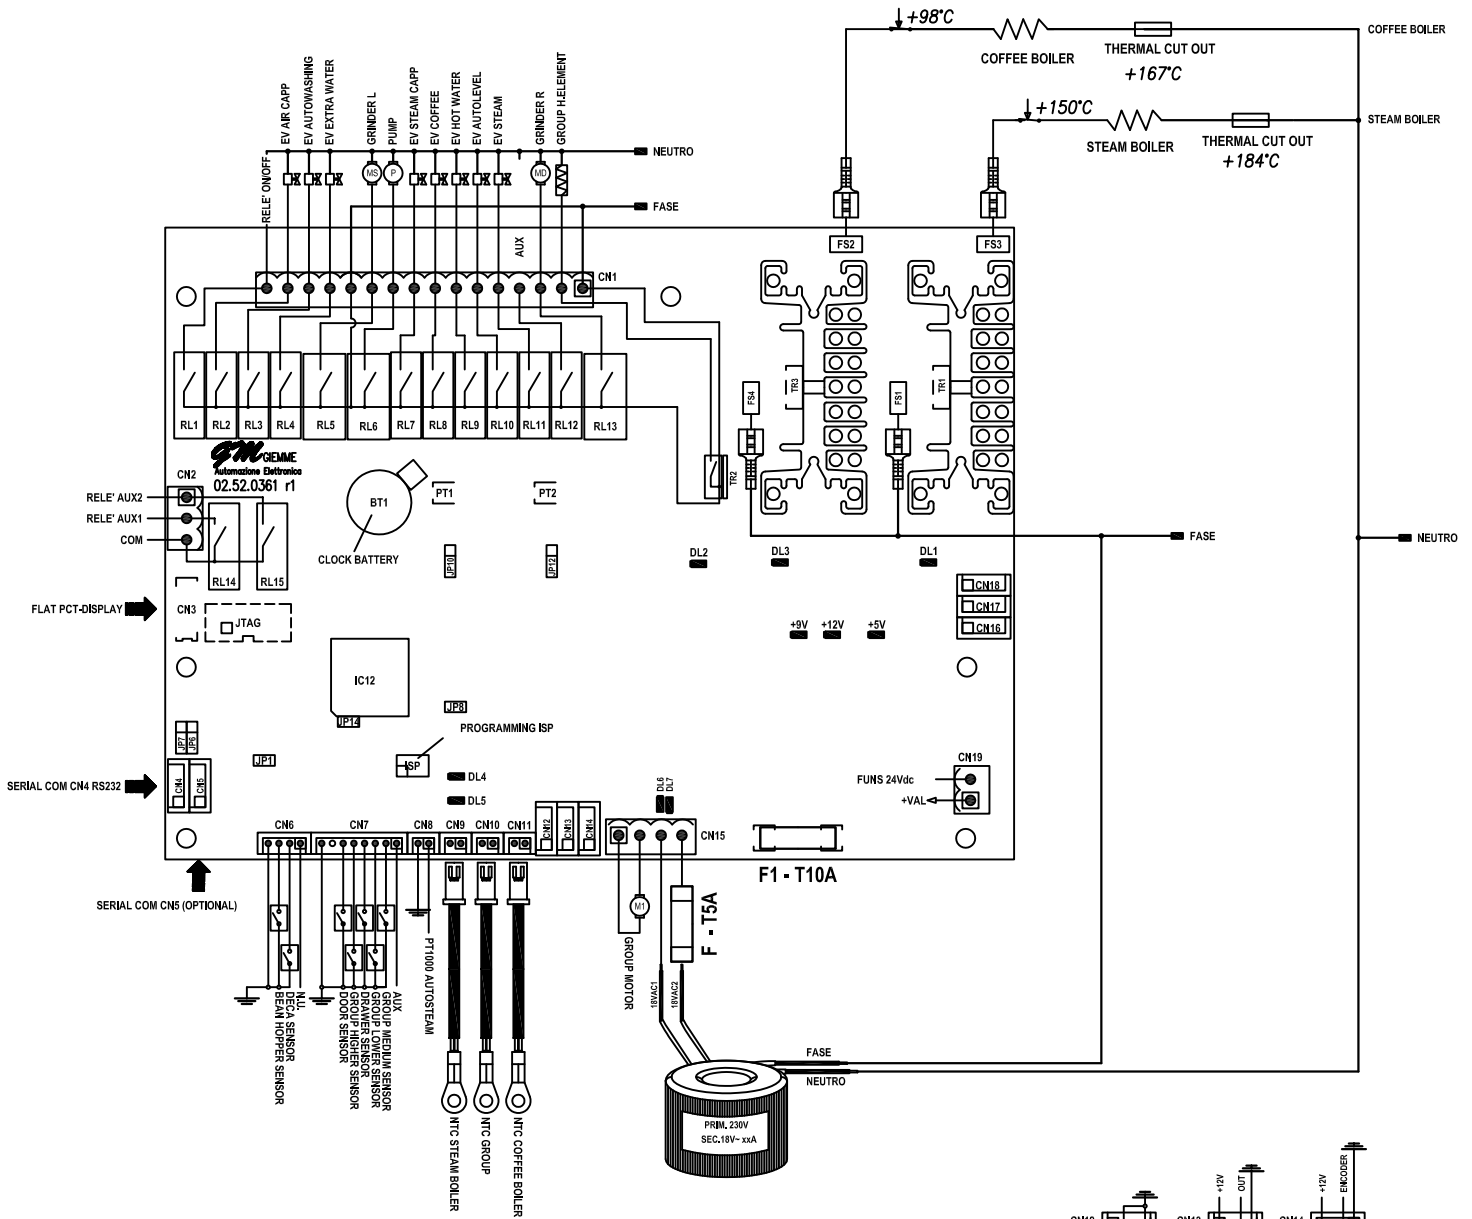 +98°C
COFFEE BOILER
COFFEE BOILER
THERMAL CUT OUT
+167°C
+150°C
STEAM BOILER
STEAM BOILER
THERMAL CUT OUT
+184°C
RELE' ON/OFF
EV AIR CAPP
EV AUTOWASHING
EV EXTRA WATER
GRINDER L
PUMP
EV STEAM CAPP
EV COFFEE
EV HOT WATER
EV AUTOLEVEL
EV STEAM
AUX
GRINDER R
GROUP H.ELEMENT
NEUTRO
MS
P
MD
FASE
FS2
FS3
CN1
TR3
TR1
FS4
FS1
RL1
RL2
RL3
RL4
RL5
RL6
RL7
RL8
RL9
RL10
RL11
RL12
RL13
GM GIEMME
Automazione Elettronica
02.52.0361 r1
TR2
CN2
RELE' AUX2
RELE' AUX1
COM
RL14
RL15
BT1
CLOCK BATTERY
PT1
PT2
JP10
JP12
DL2
DL3
DL1
FASE
NEUTRO
FLAT PCT-DISPLAY
CN3
JTAG
CN18
CN17
CN16
+9V
+12V
+5V
IC12
JP14
JP8
PROGRAMMING ISP
ISP
JP7
JP6
JP1
DL4
DL5
SERIAL COM CN4 RS232
CN4
CN5
DL6
DL7
CN19
FUNS 24Vdc
+VAL
CN6
CN7
CN8
CN9
CN10
CN11
CN12
CN13
CN14
CN15
F1 - T10A
SERIAL COM CN5 (OPTIONAL)
M1
F - T5A
GROUP MOTOR
18VAC1
18VAC2
N.U.
DECA SENSOR
BEAN HOPPER SENSOR
AUX
GROUP MEDIUM SENSOR
GROUP LOWER SENSOR
DRAWER SENSOR
GROUP HIGHER SENSOR
DOOR SENSOR
PT1000 AUTOSTEAM
NTC STEAM BOILER
NTC GROUP
NTC COFFEE BOILER
FASE
NEUTRO
PRIM. 230V
SEC.18V~ xxA
+12V
OUT
+12V
ENCODER